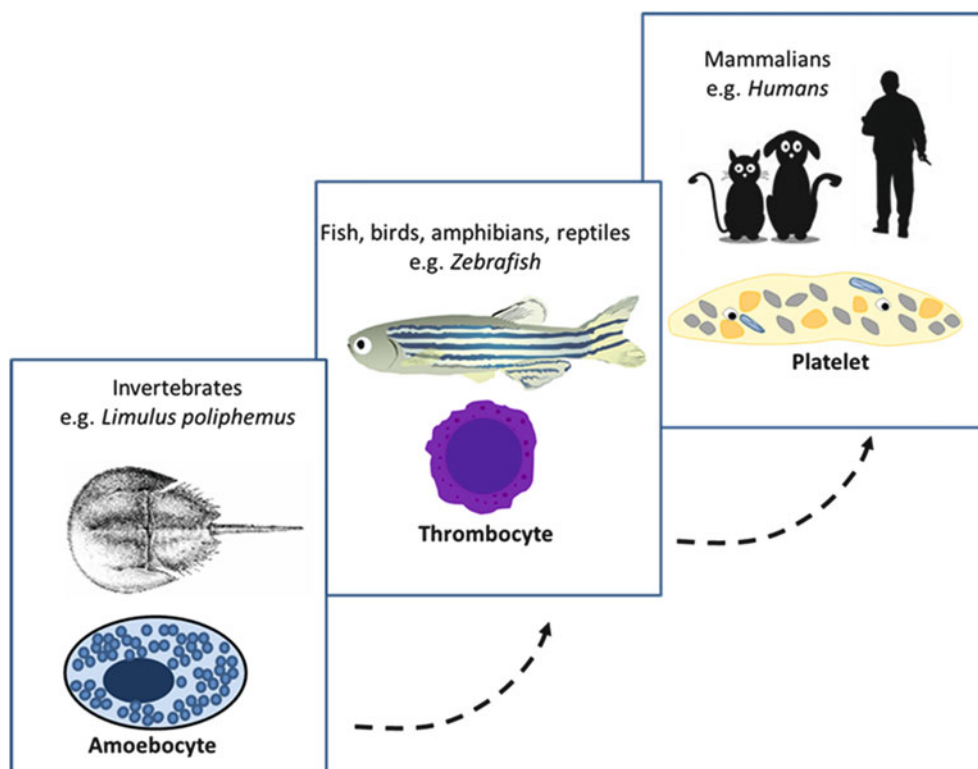 Mammalians
e.g. Humans
Platelet
Fish, birds, amphibians, reptiles
e.g. Zebrafish
Thrombocyte
Invertebrates
e.g. Limulus poliphemus
Amoebocyte